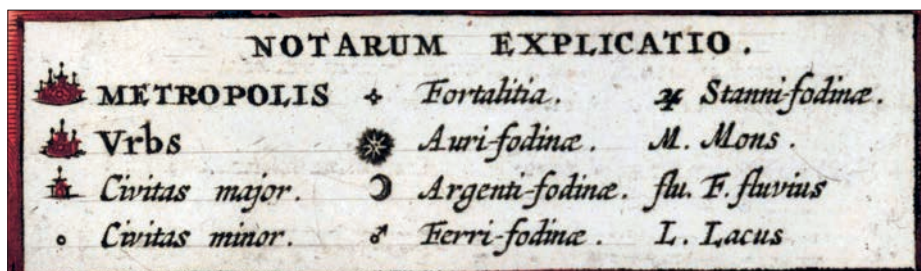 NOTARUM EXPLICATIO.
METROPOLIS Fortalitia. ♃ Stanni-fodinæ.
Vrbs Auri-fodinæ. M. Mons.
Civitas major. ☽ Argenti-fodinæ. flu. F. fluvius
Civitas minor. ♂ Ferri-fodinæ. L. Lacus